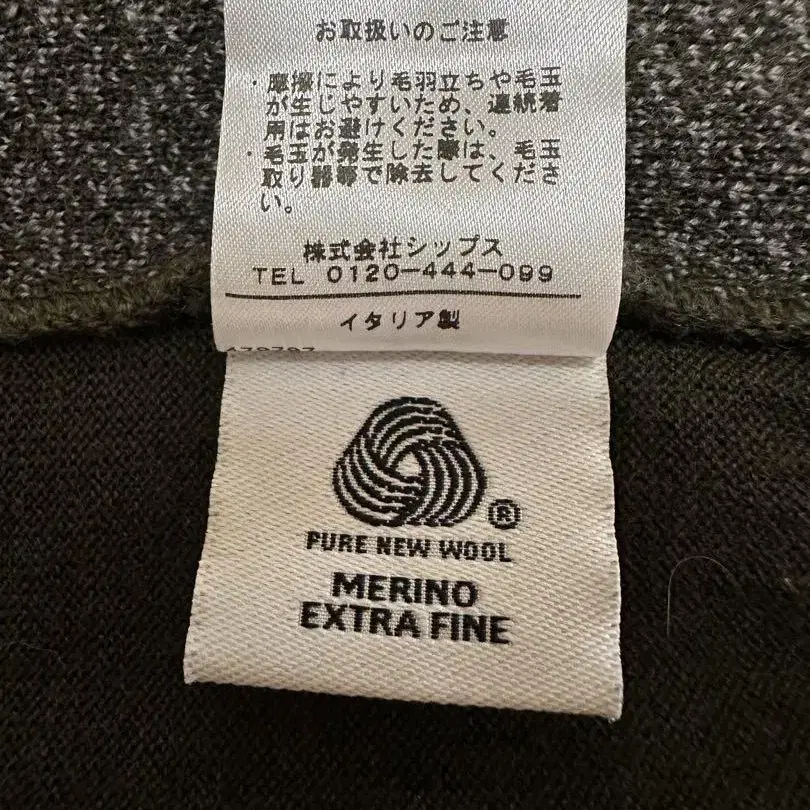 お取扱いのご注意
・摩擦により毛羽立ちや毛玉
が生じやすいため、連続着
用はお避けください。
・毛玉が発生した際は、毛玉
取り器等で除去してくださ
い。
株式会社シップス
TEL 0120-444-099
イタリア製
®
PURE NEW WOOL
MERINO
EXTRA FINE